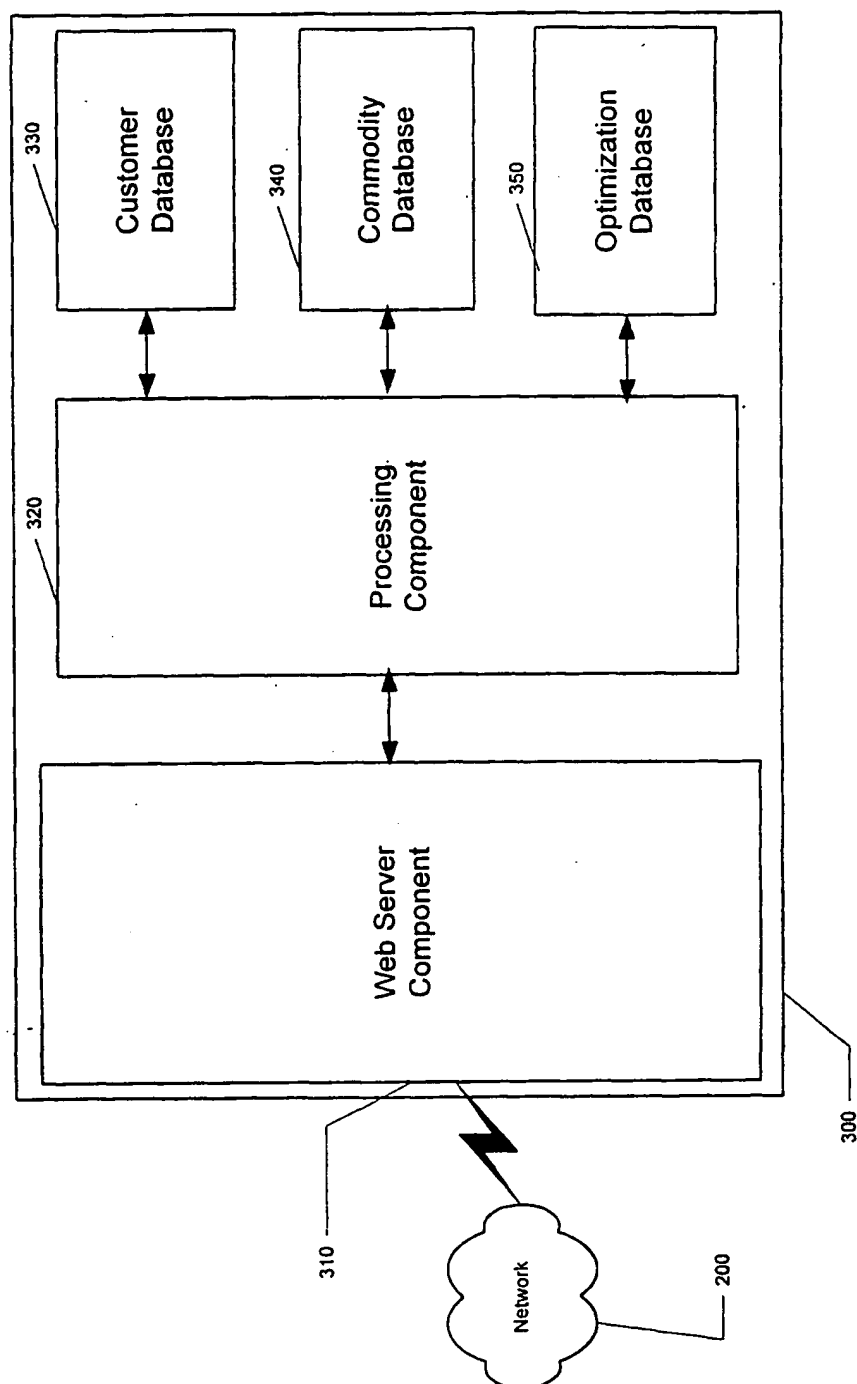 330
Customer
Database
340
Commodity
Database
350
Optimization
Database
320
Processing
Component
Web Server
Component
310
300
Network
200